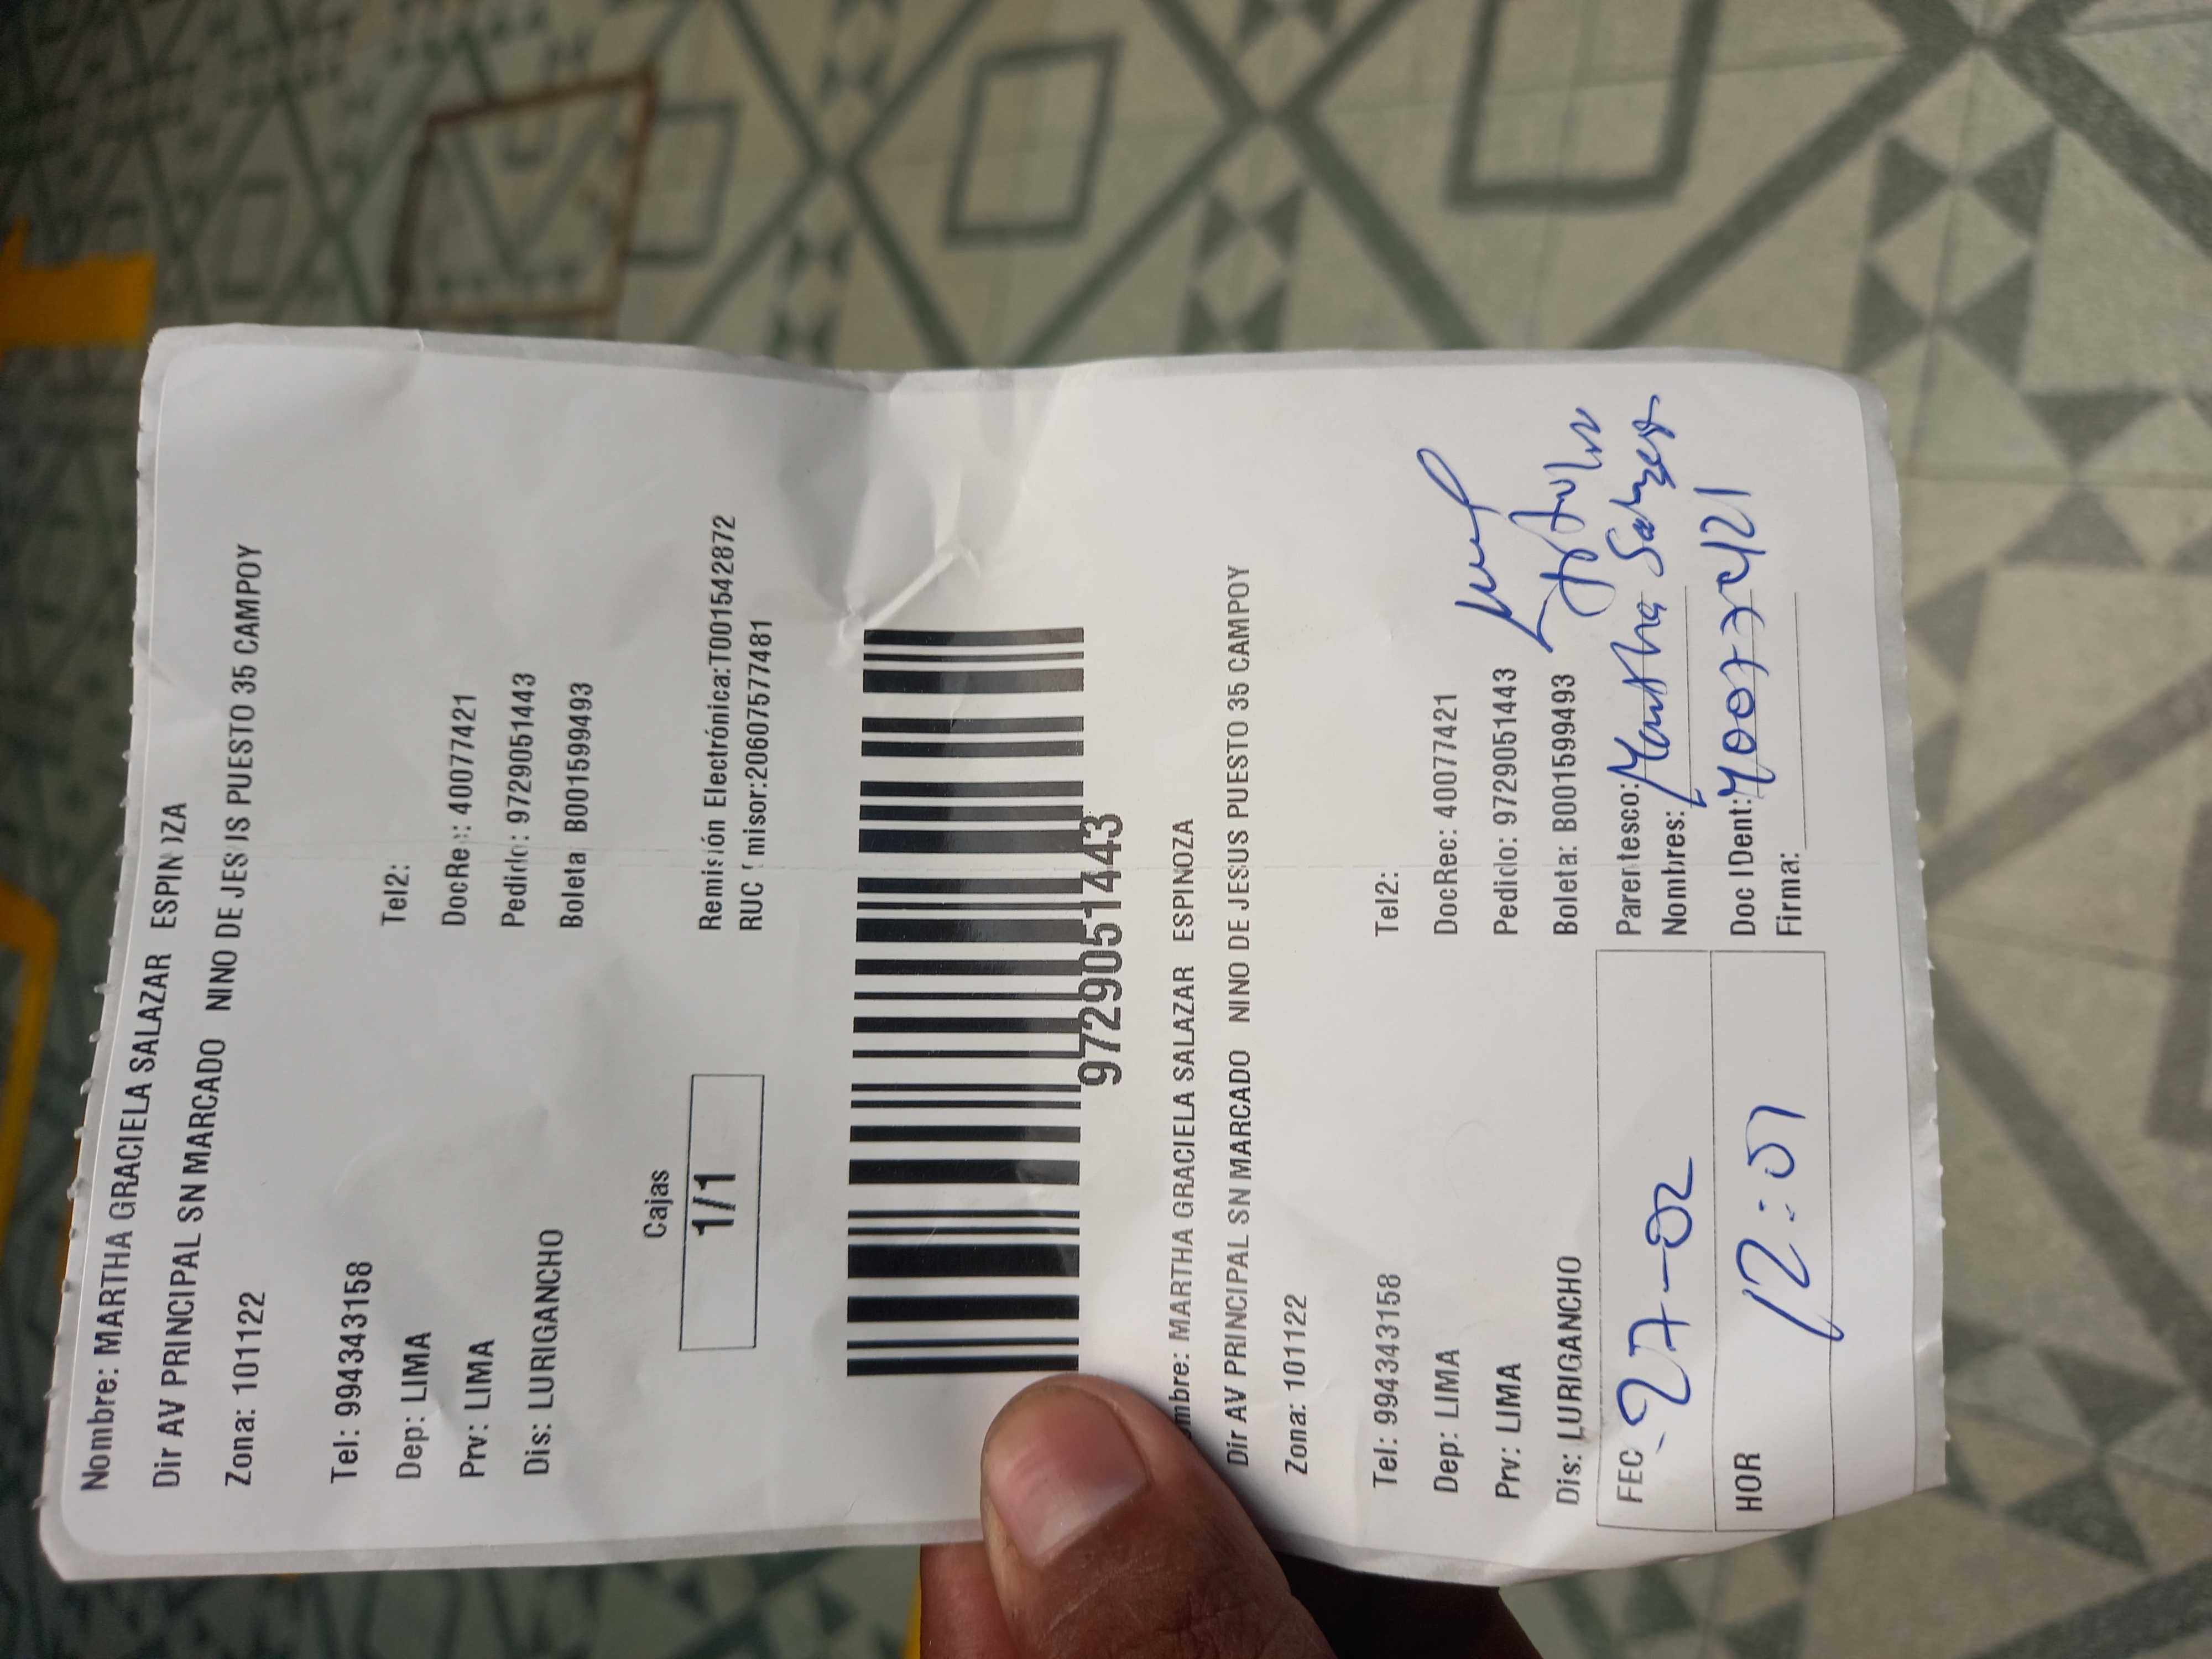 Nombre: MARTHA GRACIELA SALAZAR ESPINOZA
Dir AV PRINCIPAL SN MARCADO NINO DE JESUS PUESTO 35 CAMPOY
Zona: 101122
Tel: 994343158 Tel2:
Dep: LIMA DocRec: 40077421
Prv: LIMA Pedido: 9729051443
Dis: LURIGANCHO Boleta B001599493
Cajas
1/1
Remisión Electrónica:T001542872
RUC Emisor:20607577481
9729051443
mbre: MARTHA GRACIELA SALAZAR ESPINOZA
Dir AV PRINCIPAL SN MARCADO NINO DE JESUS PUESTO 35 CAMPOY
Zona: 101122
Tel: 994343158 Tel2:
Dep: LIMA DocRec: 40077421
Prv: LIMA Pedido: 9729051443
Dis: LURIGANCHO Boleta: B001599493
FEC 27-02 Parentesco:
Nombres: Martha Salazar
HOR 12:01 Doc IDent: 40077421
Firma: